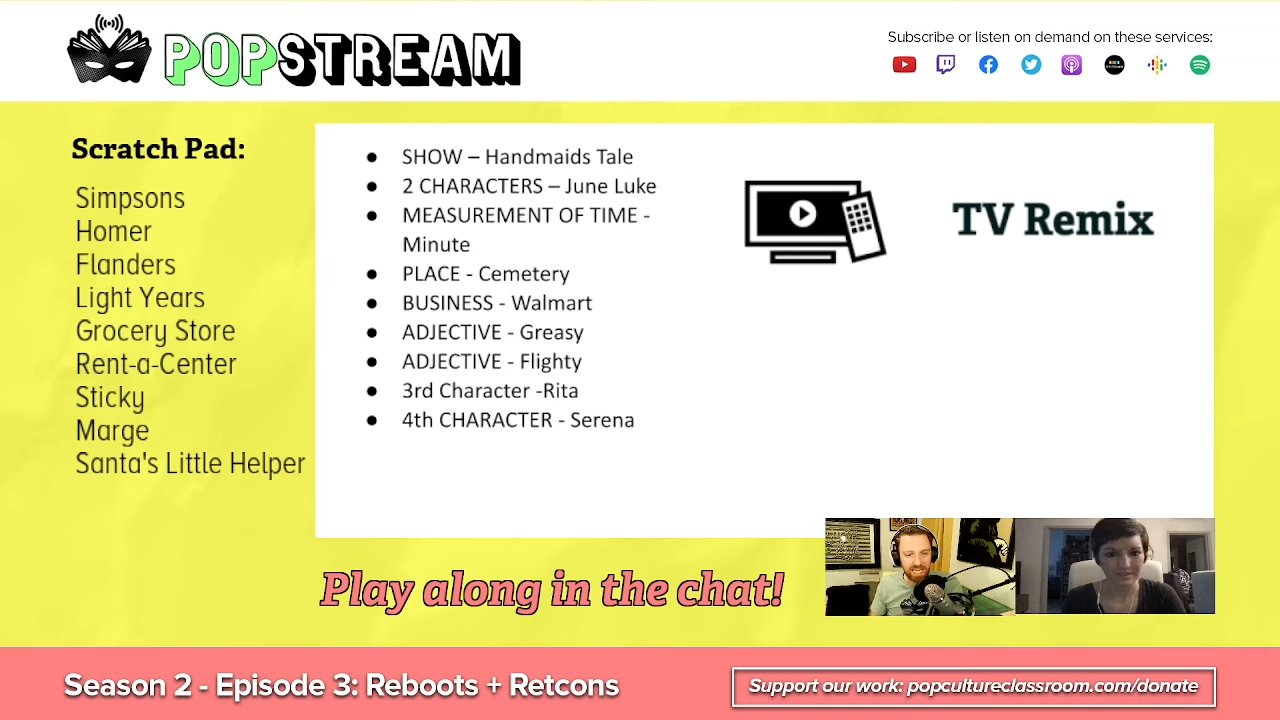 POPSTREAM
Subscribe or listen on demand on these services:
Scratch Pad:
Simpsons
Homer
Flanders
Light Years
Grocery Store
Rent-a-Center
Sticky
Marge
Santa's Little Helper
● SHOW – Handmaids Tale
● 2 CHARACTERS – June Luke
● MEASUREMENT OF TIME -
Minute
● PLACE - Cemetery
● BUSINESS - Walmart
● ADJECTIVE - Greasy
● ADJECTIVE - Flighty
● 3rd Character -Rita
● 4th CHARACTER - Serena
TV Remix
Play along in the chat!
Season 2 - Episode 3: Reboots + Retcons
Support our work: popcultureclassroom.com/donate